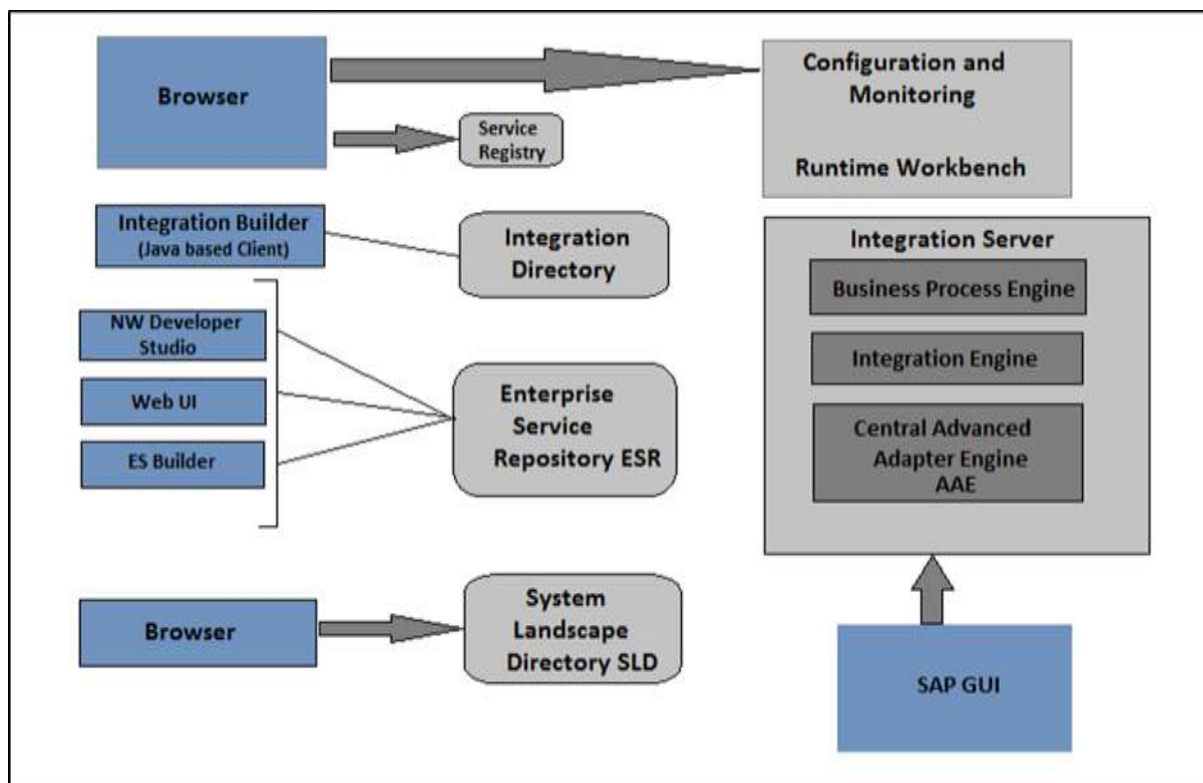 Browser
Configuration and
Monitoring
Runtime Workbench
Service
Registry
Integration Builder
(Java based Client)
Integration
Directory
NW Developer
Studio
Web UI
ES Builder
Enterprise
Service
Repository ESR
Integration Server
Business Process Engine
Integration Engine
Central Advanced
Adapter Engine
AAE
Browser
System
Landscape
Directory SLD
SAP GUI